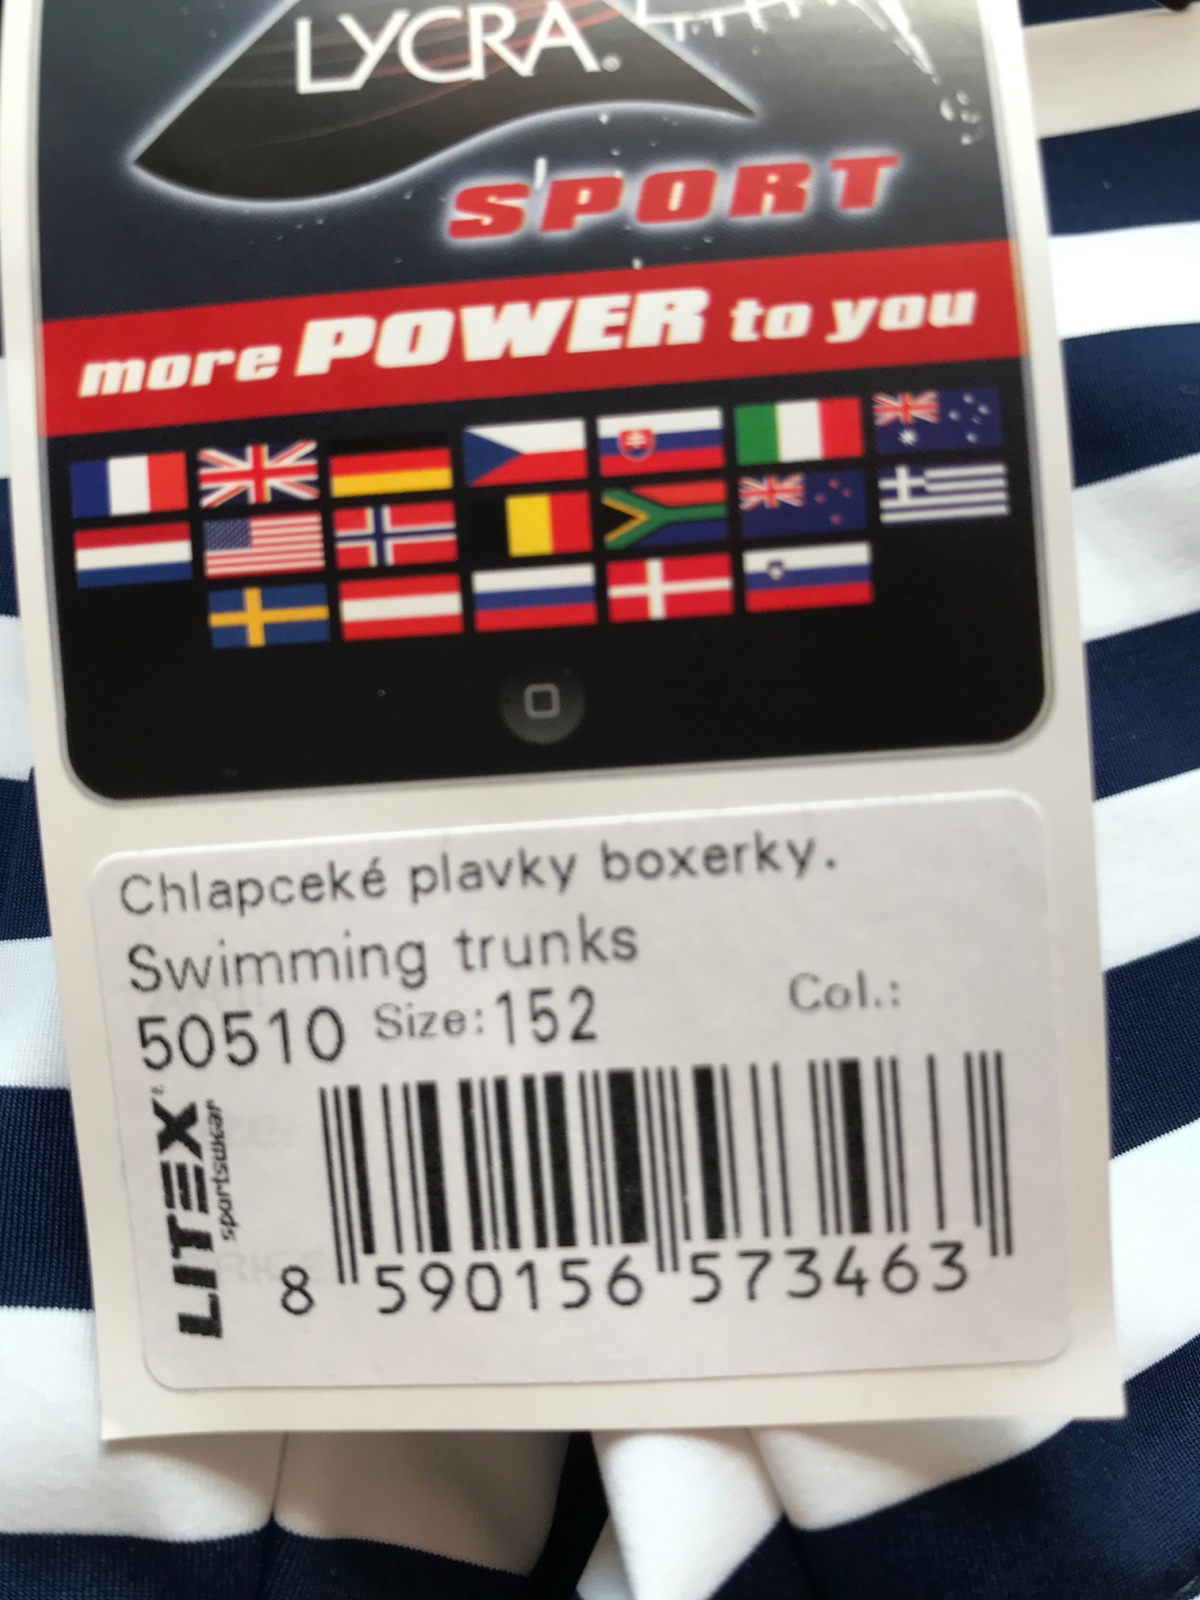 LYCRA®
SPORT
more POWER to you
Chlapceké plavky boxerky.
Swimming trunks
50510 Size: 152 Col.:
LITEX
sportswear
8 590156 573463